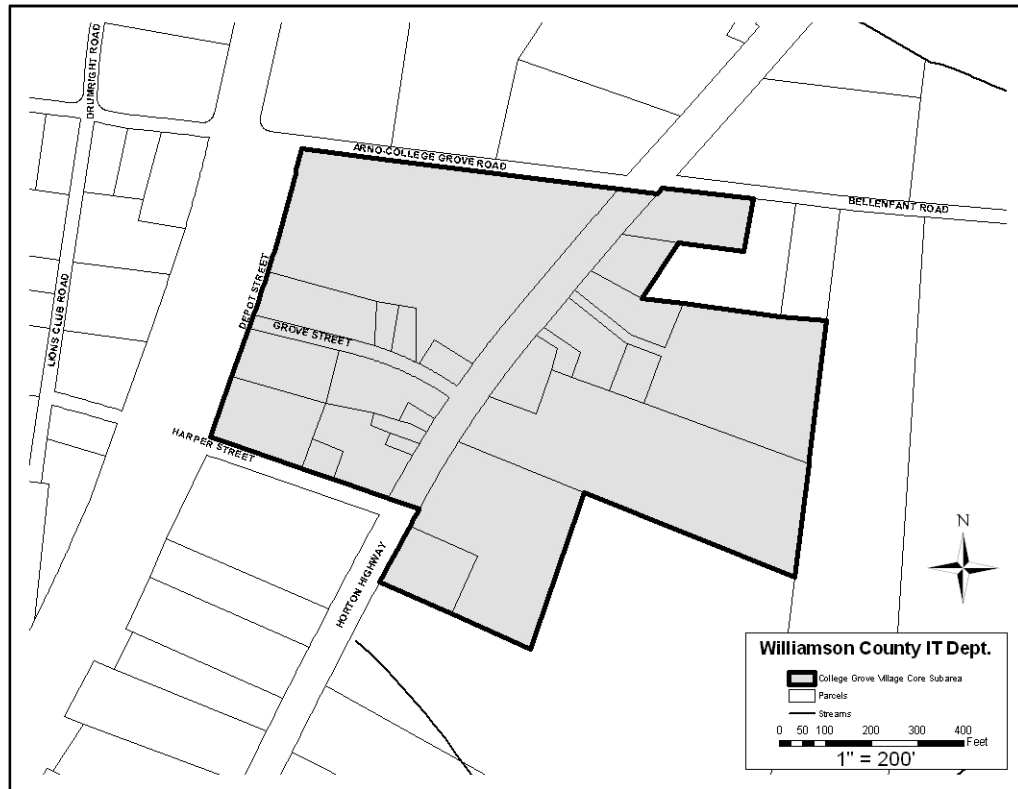 DRUMRIGHT ROAD
ARNO-COLLEGE GROVE ROAD
BELLENFANT ROAD
DEPOT STREET
LIONS CLUB ROAD
GROVE STREET
HARPER STREET
HORTON HIGHWAY
N
Williamson County IT Dept.
College Grove Village Core Subarea
Parcels
Streams
0 50 100 200 300 400
Feet
1" = 200'